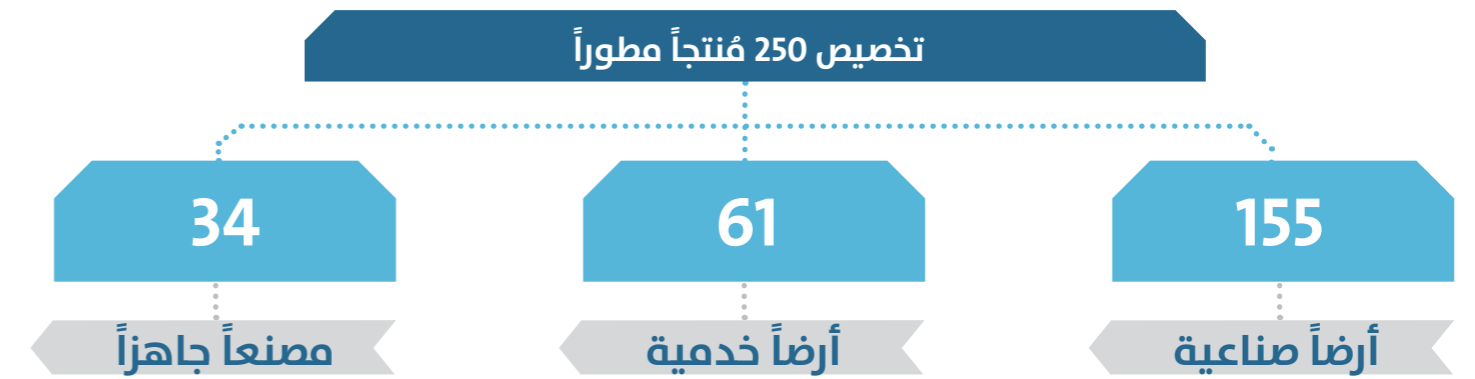 تخصيص 250 مُنتجاً مطوراً
155
أرضاً صناعية
61
أرضاً خدمية
34
مصنعاً جاهزاً